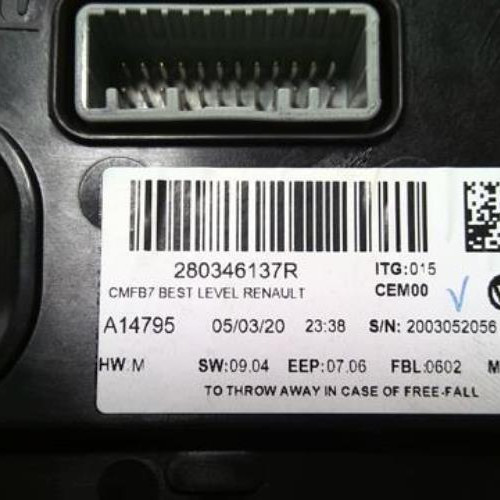 280346137R
ITG:015
CMFB7 BEST LEVEL RENAULT
CEM00
A14795 05/03/20 23:38 S/N: 2003052056
HW:M SW:09.04 EEP:07.06 FBL:0602 M
TO THROW AWAY IN CASE OF FREE-FALL